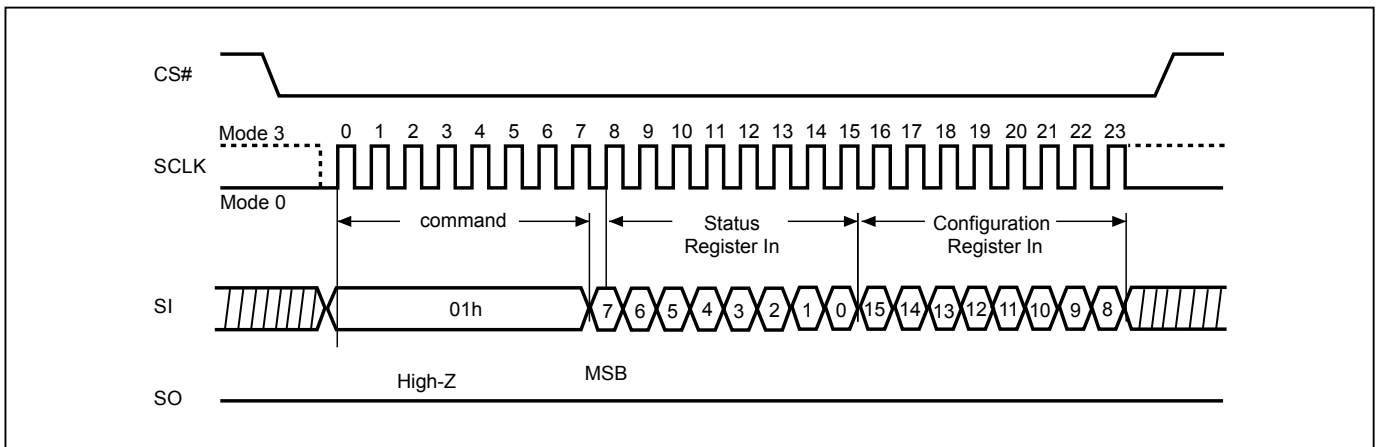 CS#
Mode 3
0 1 2 3 4 5 6 7 8 9 10 11 12 13 14 15 16 17 18 19 20 21 22 23
SCLK
Mode 0
command
Status
Register In
Configuration
Register In
SI
01h
7 6 5 4 3 2 1 0 15 14 13 12 11 10 9 8
High-Z
MSB
SO